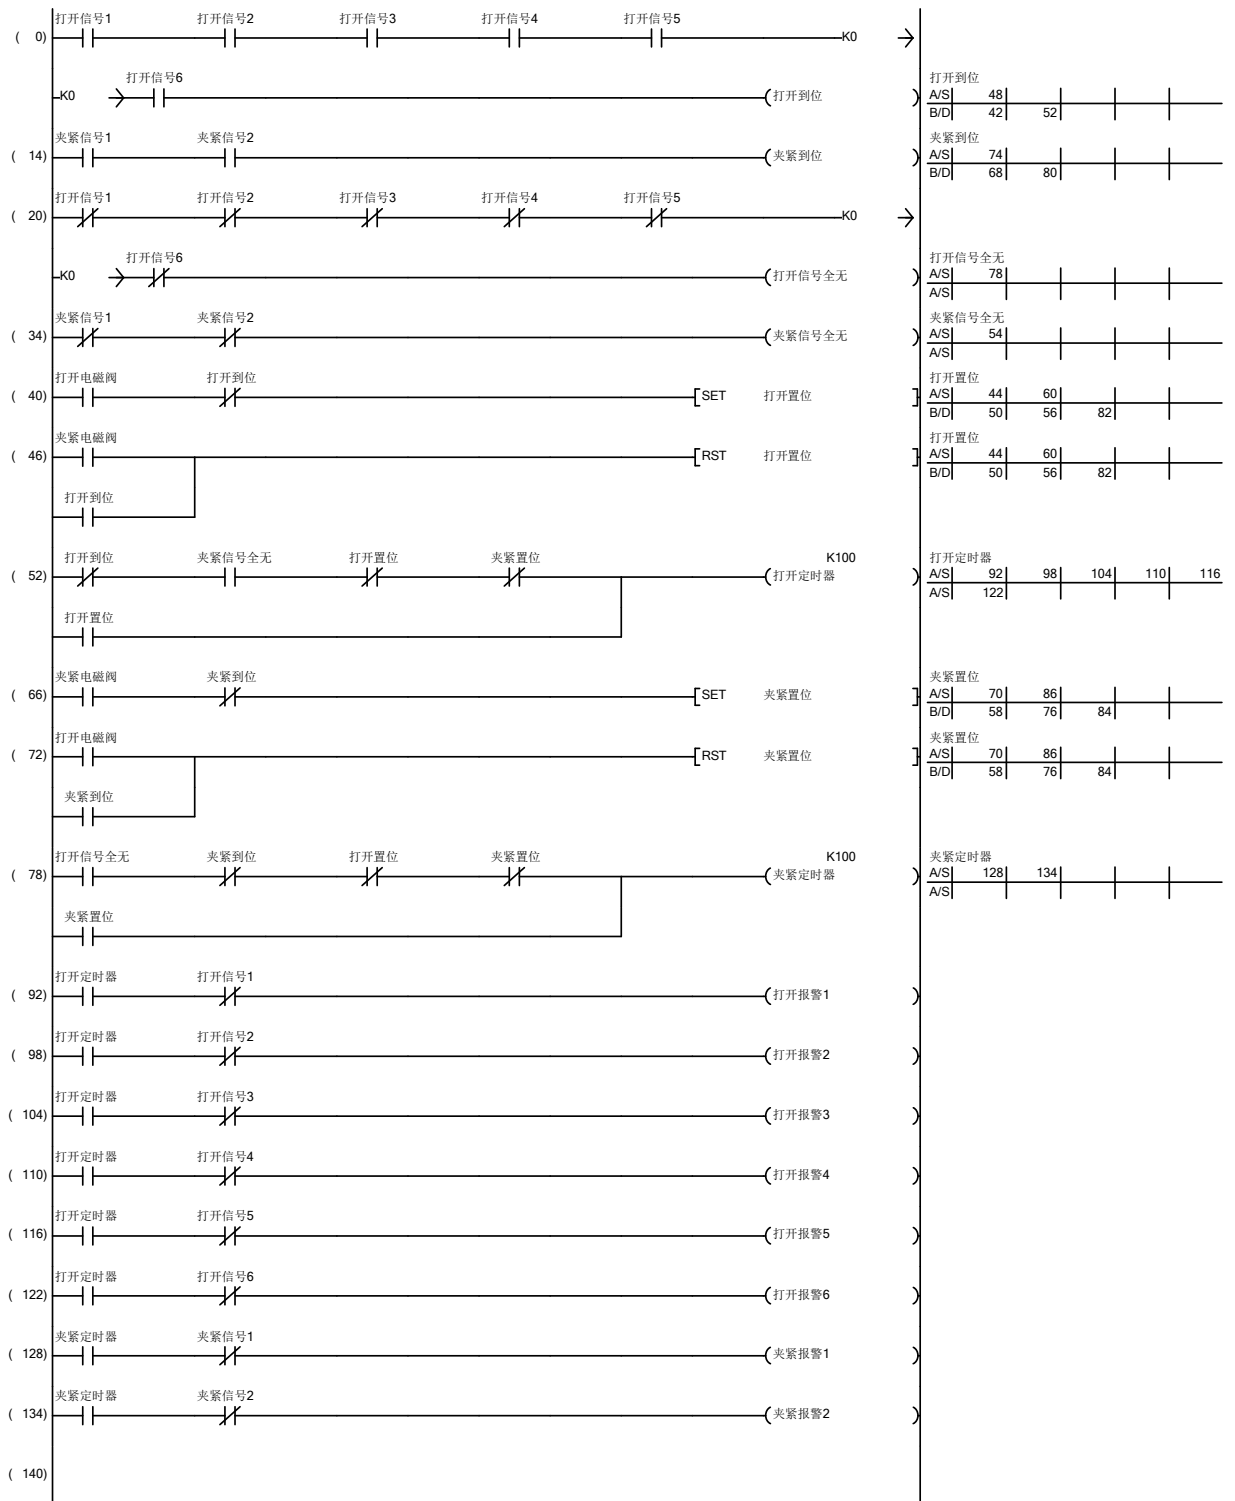 打开信号1 打开信号2 打开信号3 打开信号4 打开信号5
( 0) K0
打开信号6 打开到位
K0 打开到位 A/S 48
B/D 42 52
夹紧信号1 夹紧信号2 夹紧到位
( 14) 夹紧到位 A/S 74
B/D 68 80
打开信号1 打开信号2 打开信号3 打开信号4 打开信号5
( 20) K0
打开信号6 打开信号全无
K0 打开信号全无 A/S 78
A/S
夹紧信号1 夹紧信号2 夹紧信号全无
( 34) 夹紧信号全无 A/S 54
A/S
打开电磁阀 打开到位 打开置位
( 40) SET 打开置位 A/S 44 60
B/D 50 56 82
夹紧电磁阀 打开置位
( 46) RST 打开置位 A/S 44 60
B/D 50 56 82
打开到位
打开到位 夹紧信号全无 打开置位 夹紧置位 K100 打开定时器
( 52) 打开定时器 A/S 92 98 104 110 116
A/S 122
打开置位
夹紧电磁阀 夹紧到位 夹紧置位
( 66) SET 夹紧置位 A/S 70 86
B/D 58 76 84
打开电磁阀 夹紧置位
( 72) RST 夹紧置位 A/S 70 86
B/D 58 76 84
夹紧到位
打开信号全无 夹紧到位 打开置位 夹紧置位 K100 夹紧定时器
( 78) 夹紧定时器 A/S 128 134
A/S
夹紧置位
打开定时器 打开信号1
( 92) 打开报警1
打开定时器 打开信号2
( 98) 打开报警2
打开定时器 打开信号3
( 104) 打开报警3
打开定时器 打开信号4
( 110) 打开报警4
打开定时器 打开信号5
( 116) 打开报警5
打开定时器 打开信号6
( 122) 打开报警6
夹紧定时器 夹紧信号1
( 128) 夹紧报警1
夹紧定时器 夹紧信号2
( 134) 夹紧报警2
( 140)